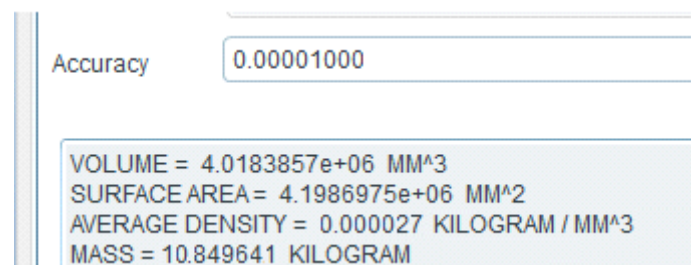 Accuracy 0.00001000
VOLUME = 4.0183857e+06 MM^3
SURFACE AREA = 4.1986975e+06 MM^2
AVERAGE DENSITY = 0.000027 KILOGRAM / MM^3
MASS = 10.849641 KILOGRAM